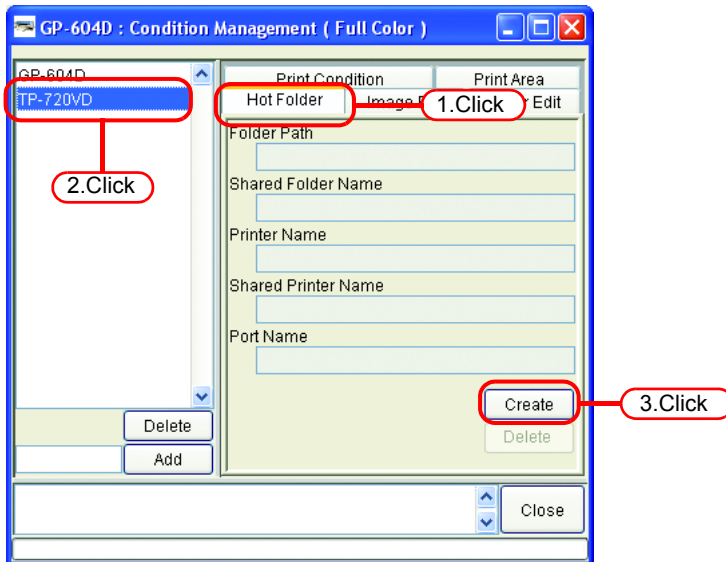 GP-604D : Condition Management ( Full Color )
GP-604D
TP-720VD
2.Click
Print Condition
Print Area
Hot Folder
Image
1.Click
Edit
Folder Path
Shared Folder Name
Printer Name
Shared Printer Name
Port Name
Create
3.Click
Delete
Delete
Add
Close